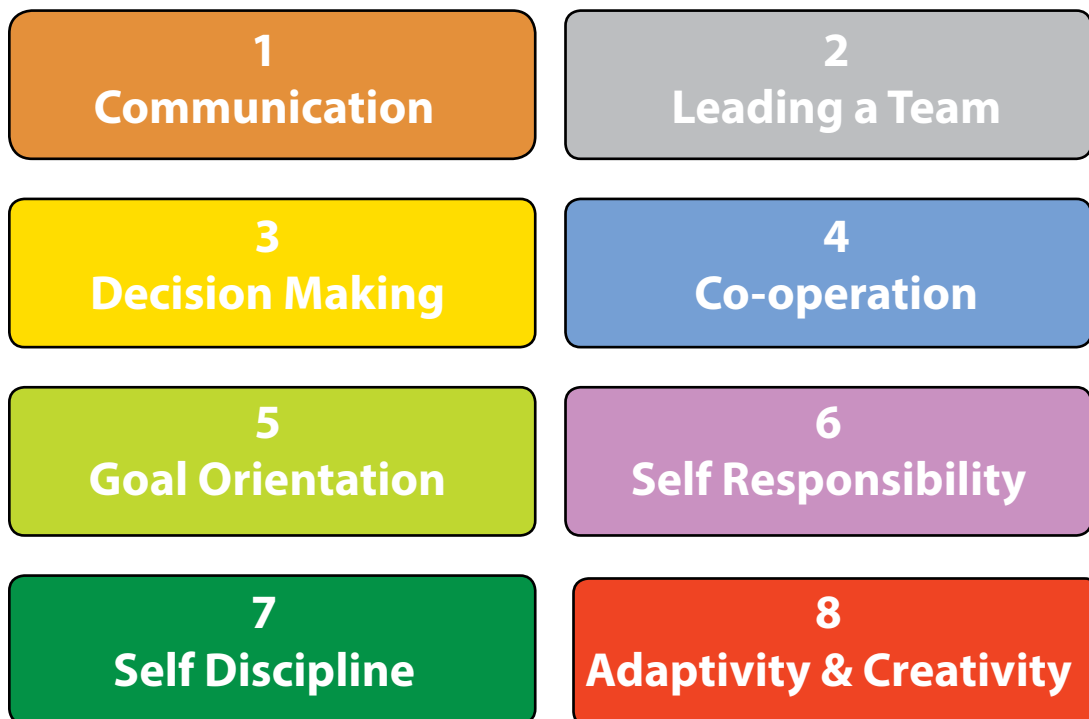 1
Communication
2
Leading a Team
3
Decision Making
4
Co-operation
5
Goal Orientation
6
Self Responsibility
7
Self Discipline
8
Adaptivity & Creativity